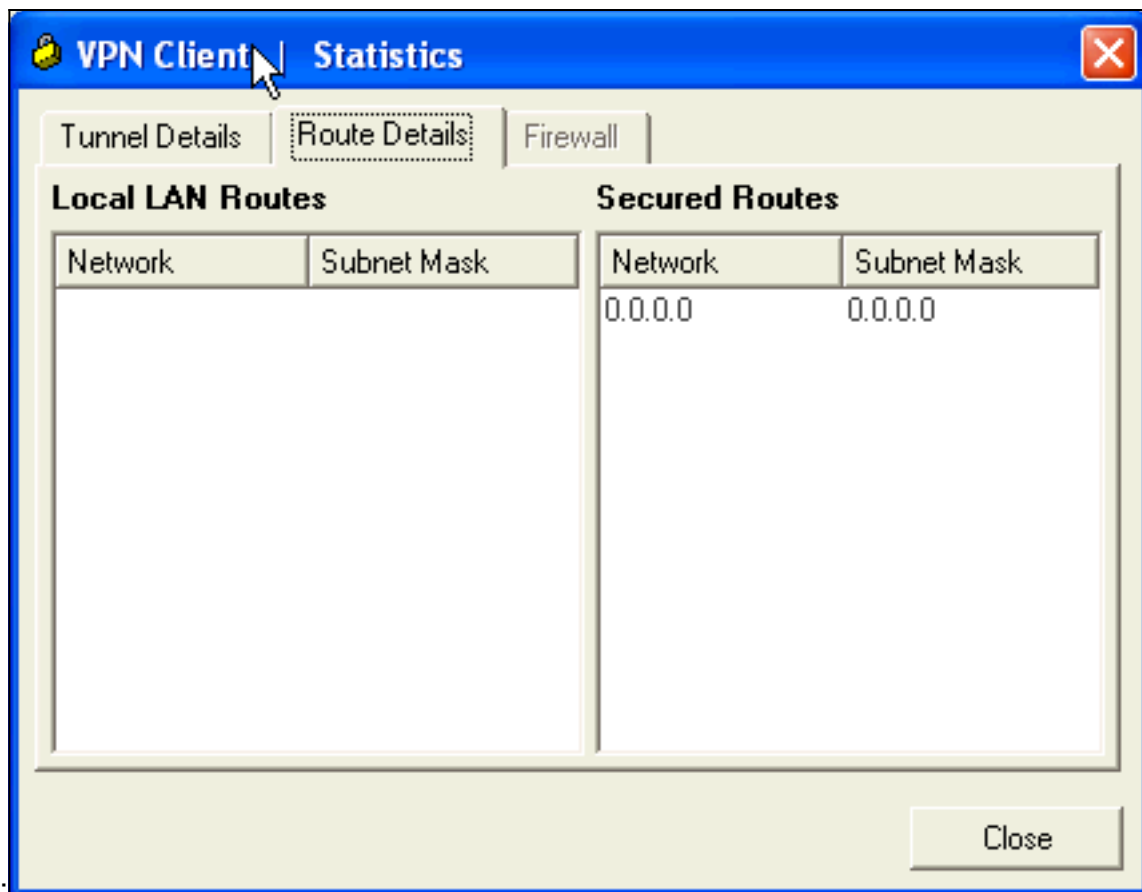 VPN Client | Statistics
Tunnel Details Route Details Firewall
Local LAN Routes Secured Routes
Network Subnet Mask Network Subnet Mask
0.0.0.0 0.0.0.0
Close
.